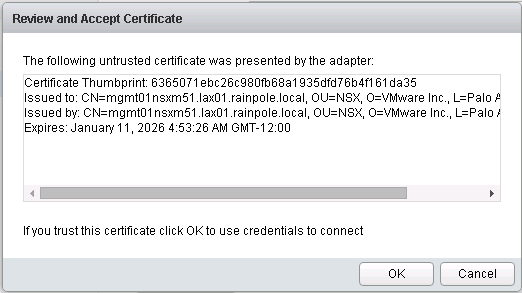 Review and Accept Certificate
The following untrusted certificate was presented by the adapter:
Certificate Thumbprint: 6365071ebc26c980fb68a1935dfd76b4f161da35
Issued to: CN=mgmt01nsxm51.lax01.rainpole.local, OU=NSX, O=VMware Inc., L=Palo A
Issued by: CN=mgmt01nsxm51.lax01.rainpole.local, OU=NSX, O=VMware Inc., L=Palo A
Expires: January 11, 2026 4:53:26 AM GMT-12:00
If you trust this certificate click OK to use credentials to connect
OK
Cancel